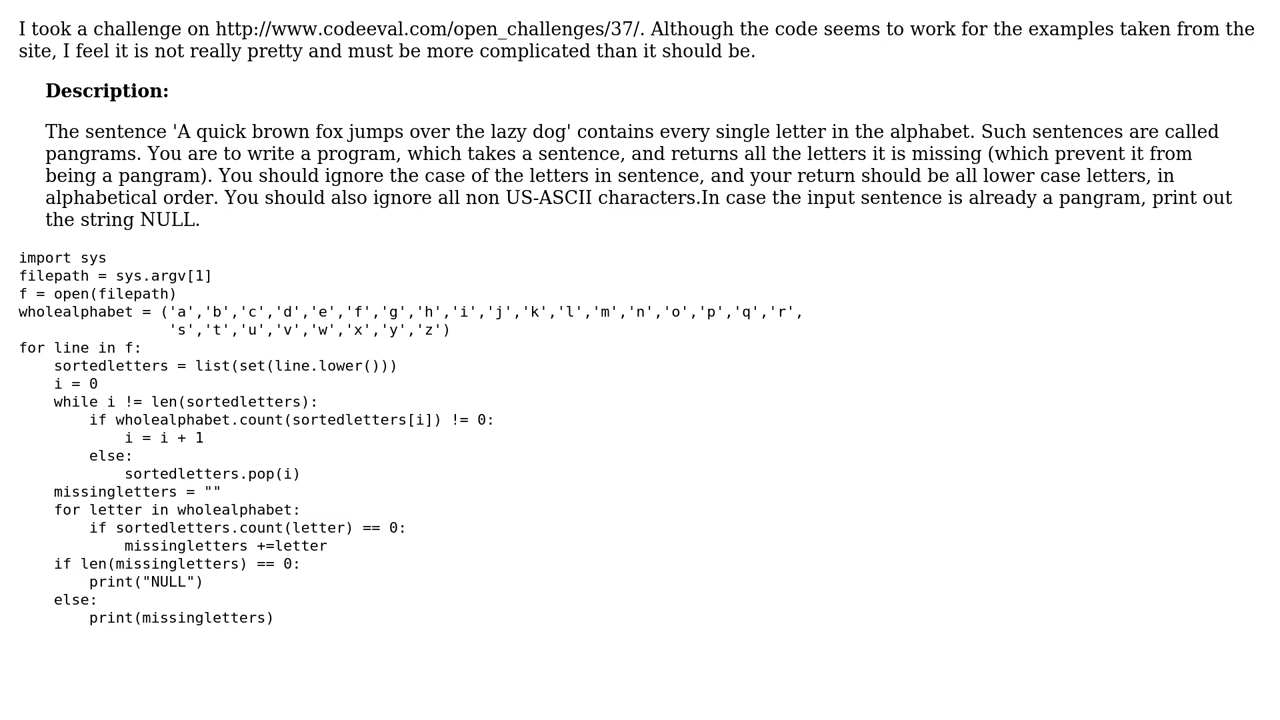 I took a challenge on http://www.codeeval.com/open_challenges/37/. Although the code seems to work for the examples taken from the
site, I feel it is not really pretty and must be more complicated than it should be.
Description:
The sentence 'A quick brown fox jumps over the lazy dog' contains every single letter in the alphabet. Such sentences are called
pangrams. You are to write a program, which takes a sentence, and returns all the letters it is missing (which prevent it from
being a pangram). You should ignore the case of the letters in sentence, and your return should be all lower case letters, in
alphabetical order. You should also ignore all non US-ASCII characters.In case the input sentence is already a pangram, print out
the string NULL.
import sys
filepath = sys.argv[1]
f = open(filepath)
wholealphabet = ('a','b','c','d','e','f','g','h','i','j','k','l','m','n','o','p','q','r',
                 's','t','u','v','w','x','y','z')
for line in f:
    sortedletters = list(set(line.lower()))
    i = 0
    while i != len(sortedletters):
        if wholealphabet.count(sortedletters[i]) != 0:
            i = i + 1
        else:
            sortedletters.pop(i)
    missingletters = ""
    for letter in wholealphabet:
        if sortedletters.count(letter) == 0:
            missingletters +=letter
    if len(missingletters) == 0:
        print("NULL")
    else:
        print(missingletters)